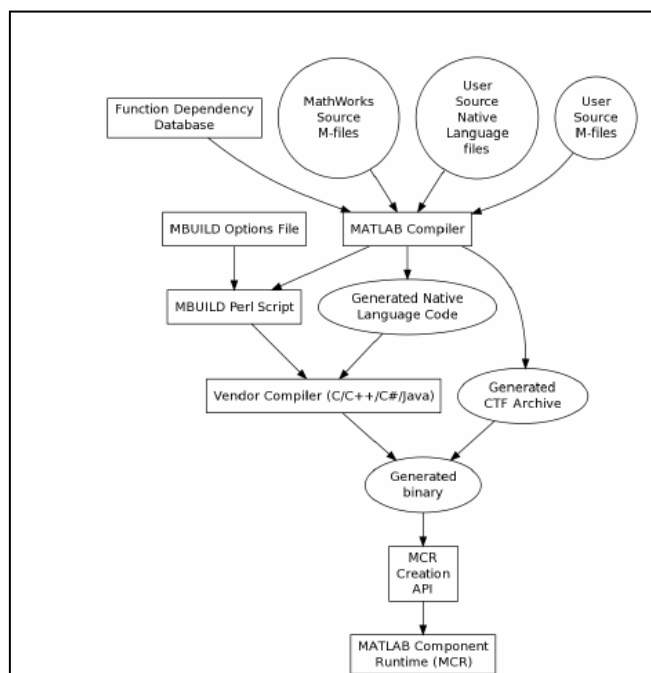 Function Dependency
Database
MathWorks
Source
M-files
User
Source
Native
Language
files
User
Source
M-files
MBUILD Options File
MATLAB Compiler
MBUILD Perl Script
Generated Native
Language Code
Vendor Compiler (C/C++/C#/Java)
Generated
CTF Archive
Generated
binary
MCR
Creation
API
MATLAB Component
Runtime (MCR)